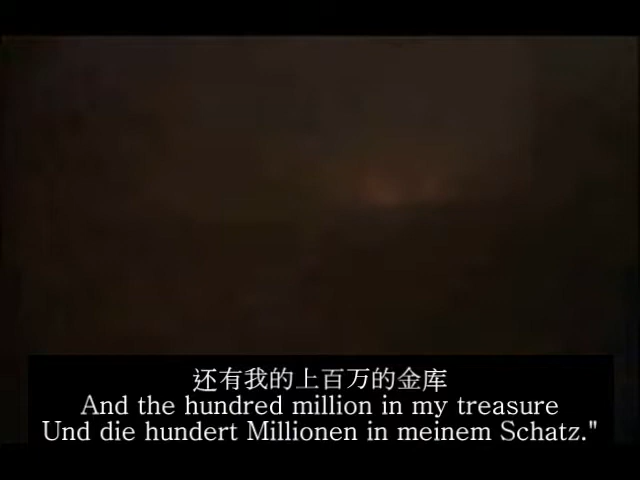 还有我的上百万的金库
And the hundred million in my treasure
Und die hundert Millionen in meinem Schatz."